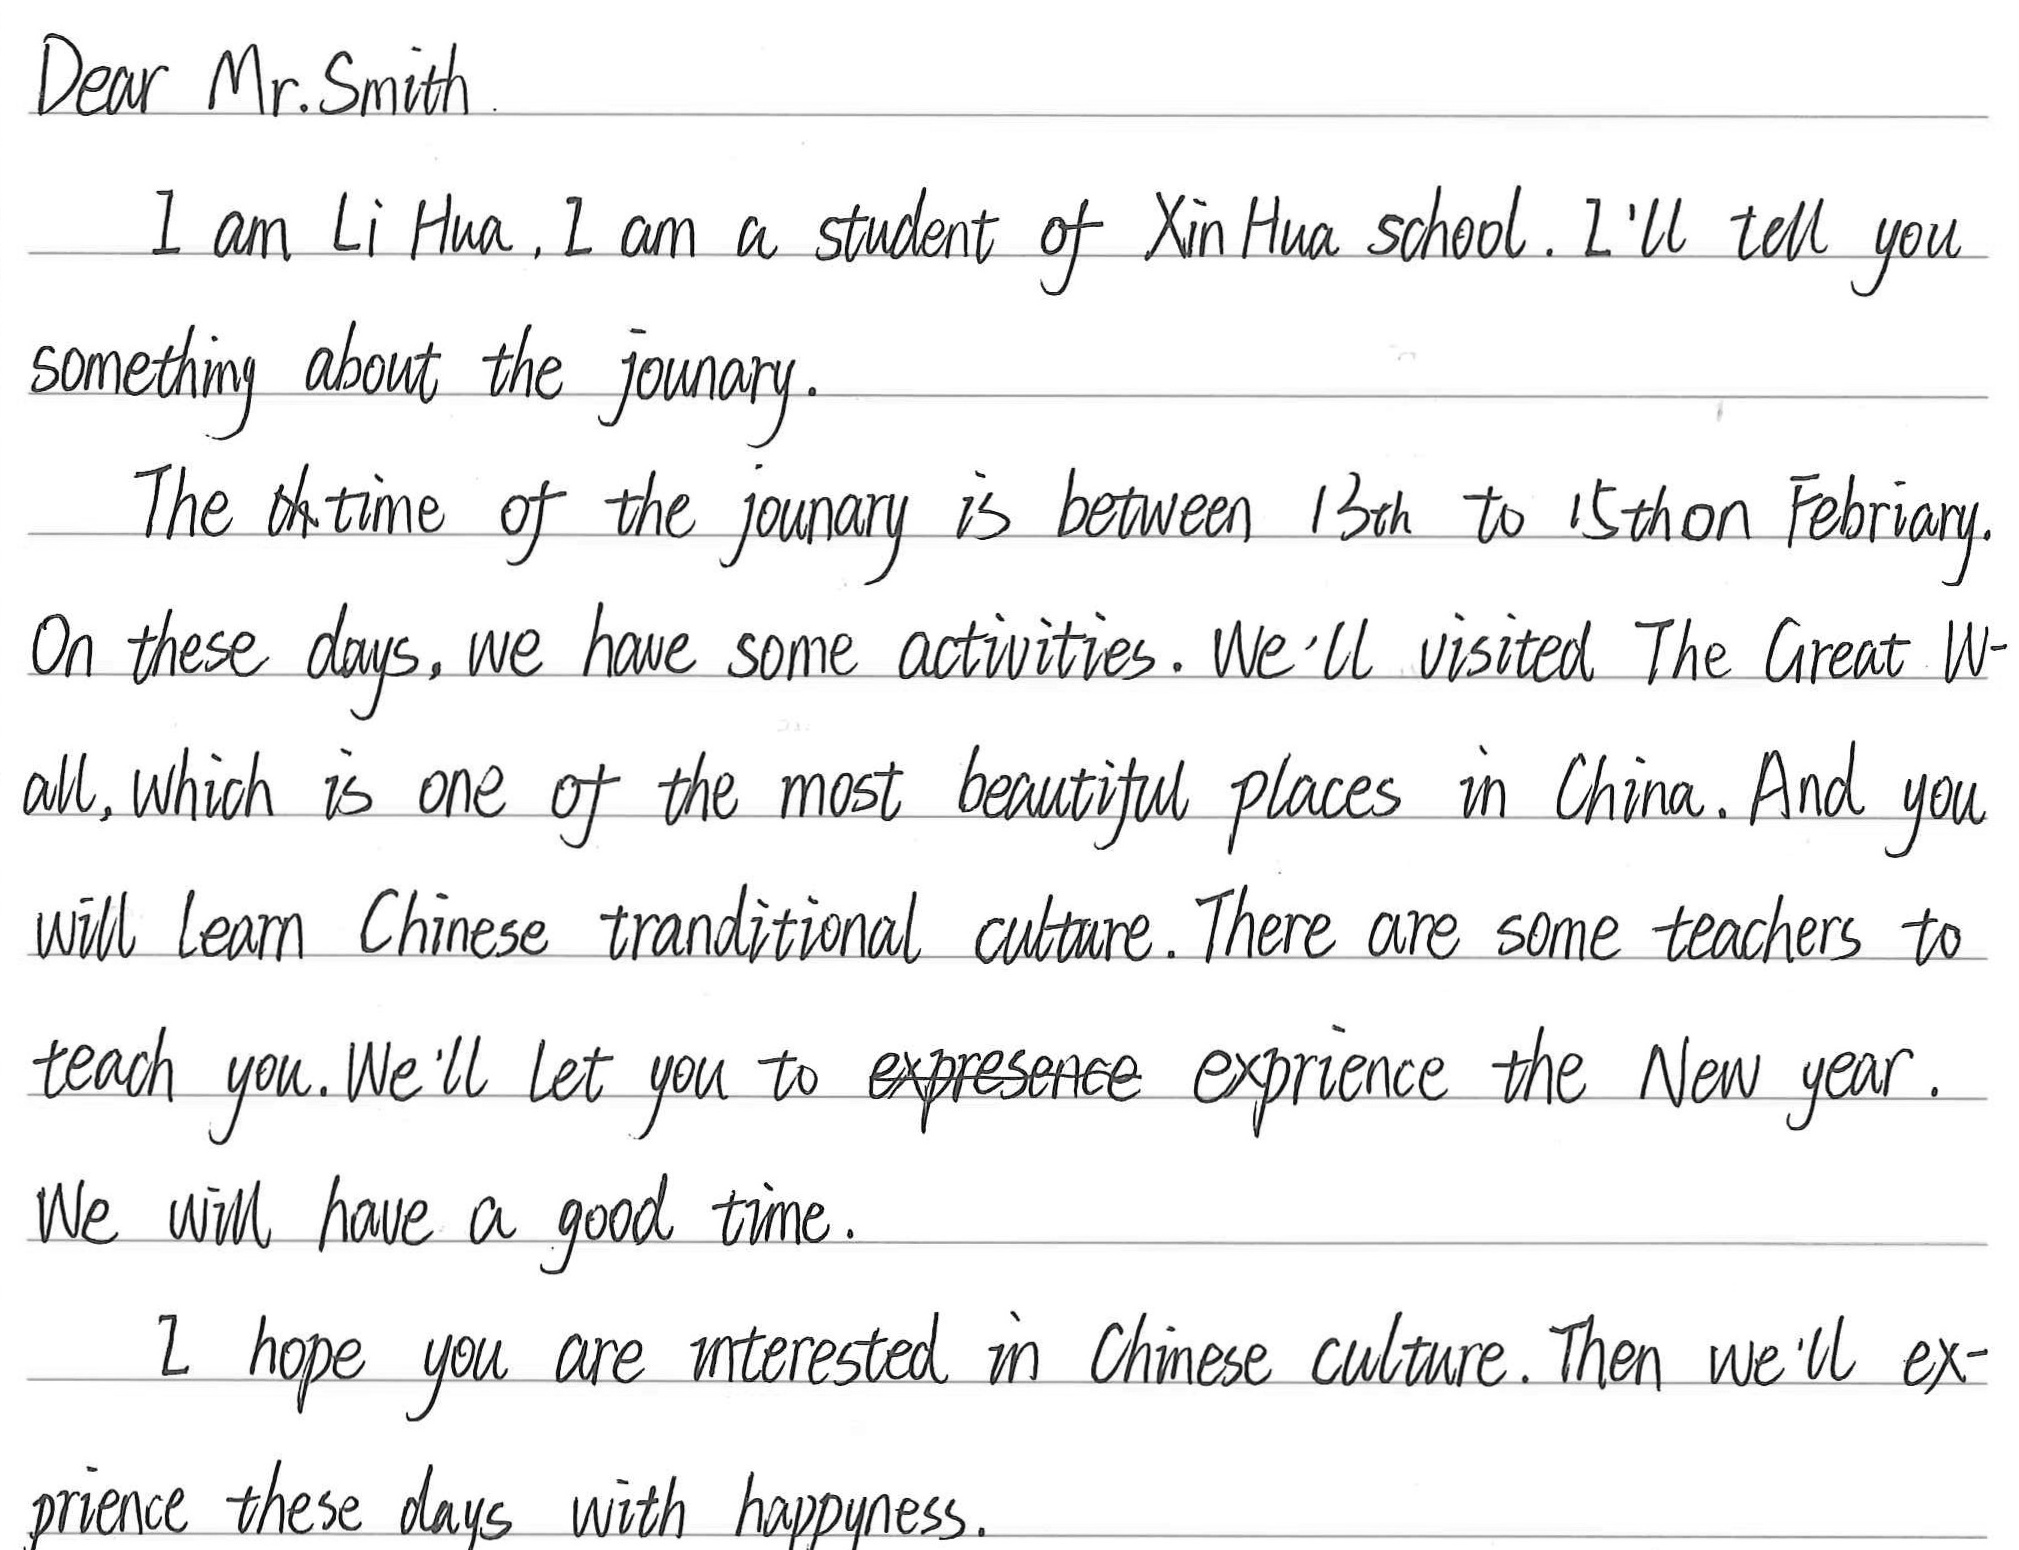 Dear Mr. Smith
I am Li Hua. I am a student of XinHua school. I'll tell you
something about the jounary.
The time of the jounary is between 13th to 15th on Febriary.
On these days, we have some activities. We'll visited The Great W-
all, which is one of the most beautiful places in China. And you
will learn Chinese tranditional culture. There are some teachers to
teach you. We'll let you to expresence exprience the New year.
We will have a good time.
I hope you are interested in Chinese culture. Then we'll ex-
prience these days with happyness.